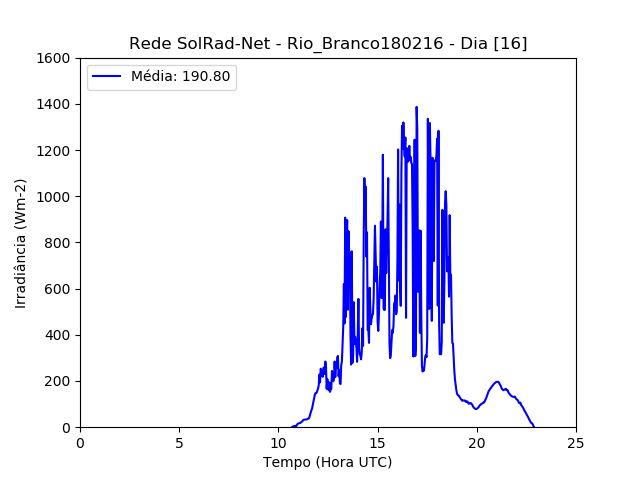 Rede SolRad-Net - Rio_Branco180216 - Dia [16]
Média: 190.80
1600
1400
1200
1000
800
600
400
200
0
Irradiância (Wm-2)
0 5 10 15 20 25
Tempo (Hora UTC)